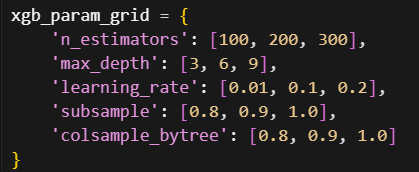 xgb_param_grid = {
    'n_estimators': [100, 200, 300],
    'max_depth': [3, 6, 9],
    'learning_rate': [0.01, 0.1, 0.2],
    'subsample': [0.8, 0.9, 1.0],
    'colsample_bytree': [0.8, 0.9, 1.0]
}